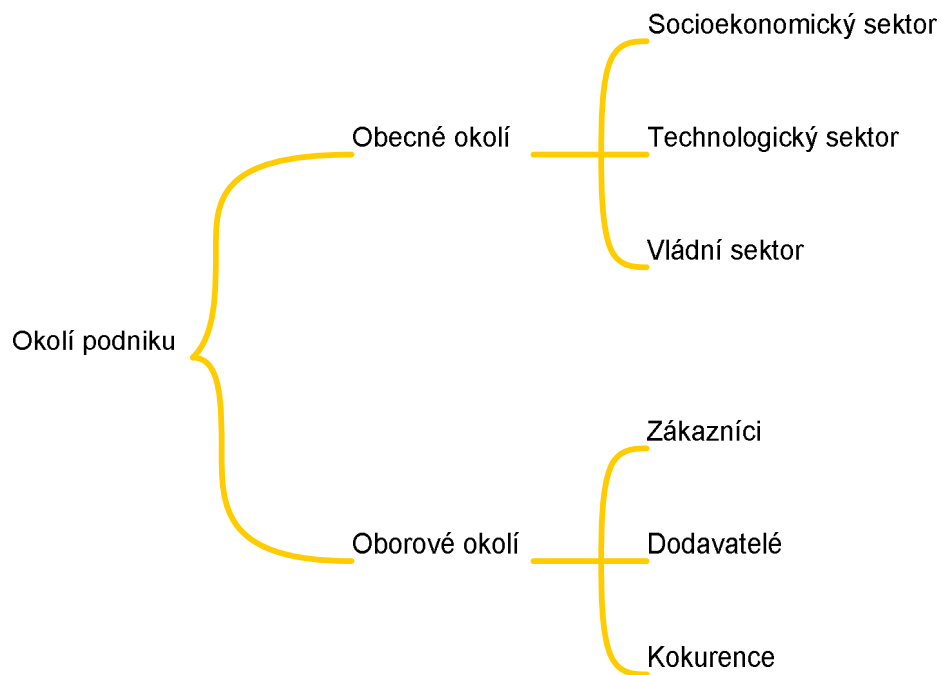 Socioekonomický sektor
Obecné okolí
Technologický sektor
Vládní sektor
Okolí podniku
Zákazníci
Oborové okolí
Dodavatelé
Kokurence